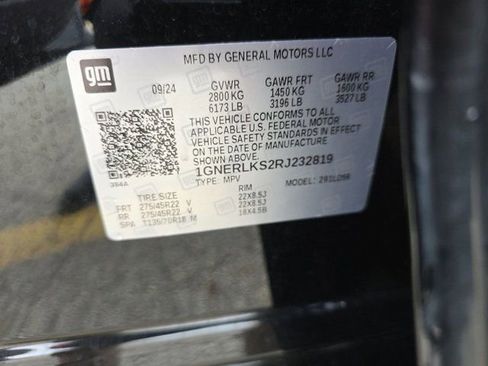 gm
MFD BY GENERAL MOTORS LLC
09/24 GVWR GAWR FRT GAWR RR
2800 KG 1450 KG 1600 KG
6173 LB 3196 LB 3527 LB
THIS VEHICLE CONFORMS TO ALL
APPLICABLE U.S. FEDERAL MOTOR
VEHICLE SAFETY STANDARDS IN EFFECT
ON THE DATE OF MANUFACTURE
SHOWN ABOVE.
1GNERLKS2RJ232819
TYPE: MPV MODEL:
TIRE SIZE RIM
FRT 275/45R22 V 22X8.5J
RR 275/45R22 V 22X8.5J
SPA T135/70R18 M 18X4.5B